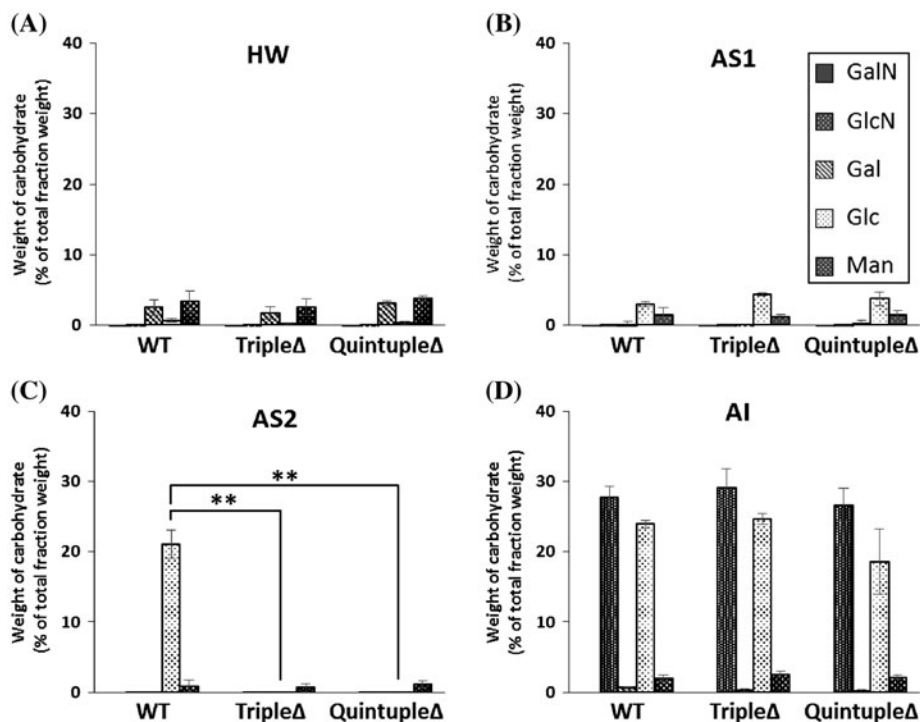 (A)
HW
Weight of carbohydrate
(% of total fraction weight)
40
30
20
10
0
WT TripleΔ QuintupleΔ
(B)
AS1
Weight of carbohydrate
(% of total fraction weight)
40
30
20
10
0
WT TripleΔ QuintupleΔ
GalN
GlcN
Gal
Glc
Man
(C)
AS2
Weight of carbohydrate
(% of total fraction weight)
40
30
20
10
0
**
**
WT TripleΔ QuintupleΔ
(D)
AI
Weight of carbohydrate
(% of total fraction weight)
40
30
20
10
0
WT TripleΔ QuintupleΔ